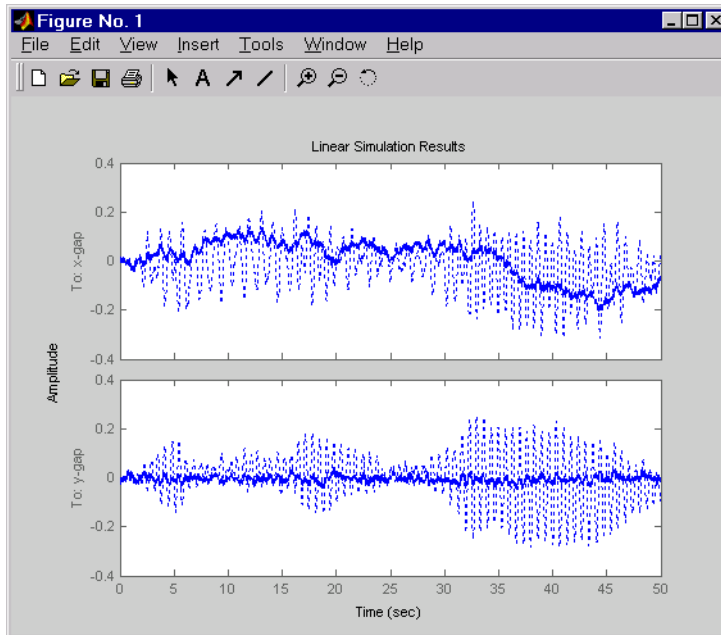 Figure No. 1
File Edit View Insert Tools Window Help
A
Linear Simulation Results
Amplitude
To: x-gap
0.4
0.2
0
-0.2
-0.4
To: y-gap
0.4
0.2
0
-0.2
-0.4
0 5 10 15 20 25 30 35 40 45 50
Time (sec)